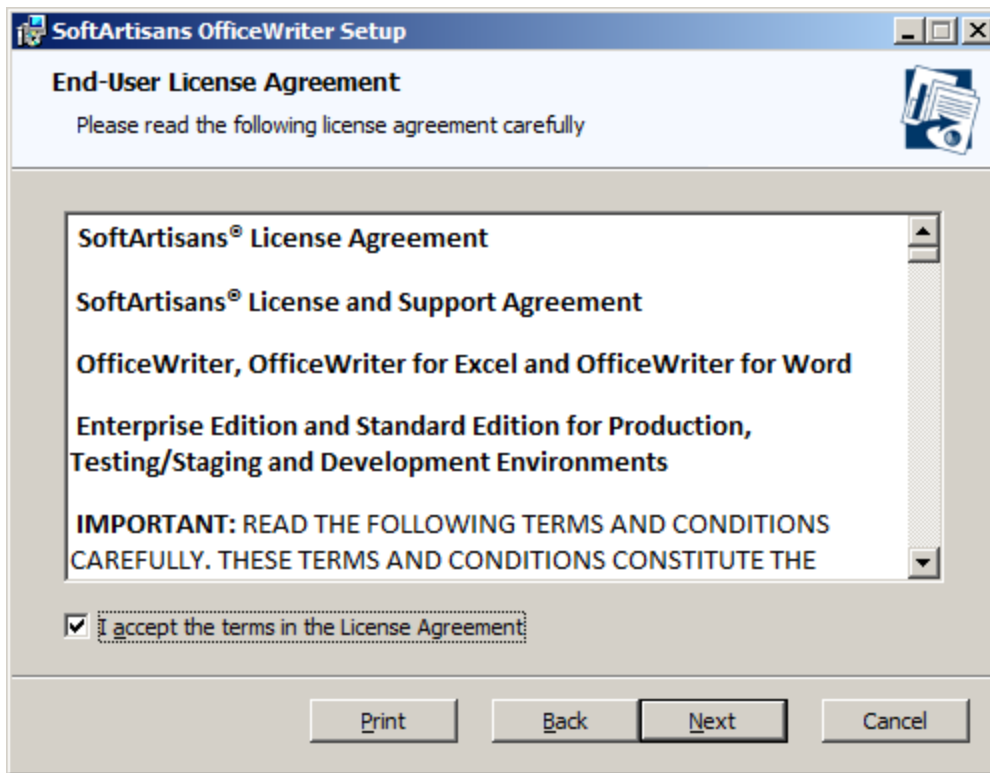 SoftArtisans OfficeWriter Setup
End-User License Agreement
Please read the following license agreement carefully
SoftArtisans® License Agreement
SoftArtisans® License and Support Agreement
OfficeWriter, OfficeWriter for Excel and OfficeWriter for Word
Enterprise Edition and Standard Edition for Production,
Testing/Staging and Development Environments
IMPORTANT: READ THE FOLLOWING TERMS AND CONDITIONS
CAREFULLY. THESE TERMS AND CONDITIONS CONSTITUTE THE
I accept the terms in the License Agreement
Print Back Next Cancel